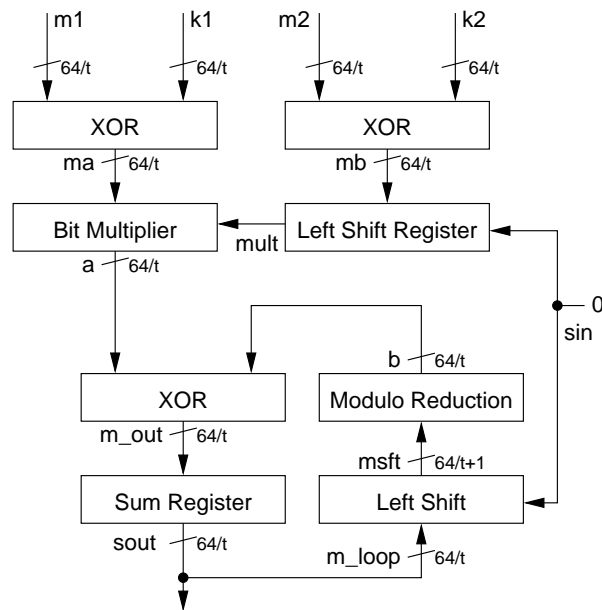 m1 k1 m2 k2
64/t 64/t 64/t 64/t
XOR XOR
ma 64/t mb 64/t
Bit Multiplier mult Left Shift Register
a 64/t 0
sin
b 64/t
XOR Modulo Reduction
m_out 64/t msft 64/t+1
Sum Register Left Shift
sout 64/t m_loop 64/t